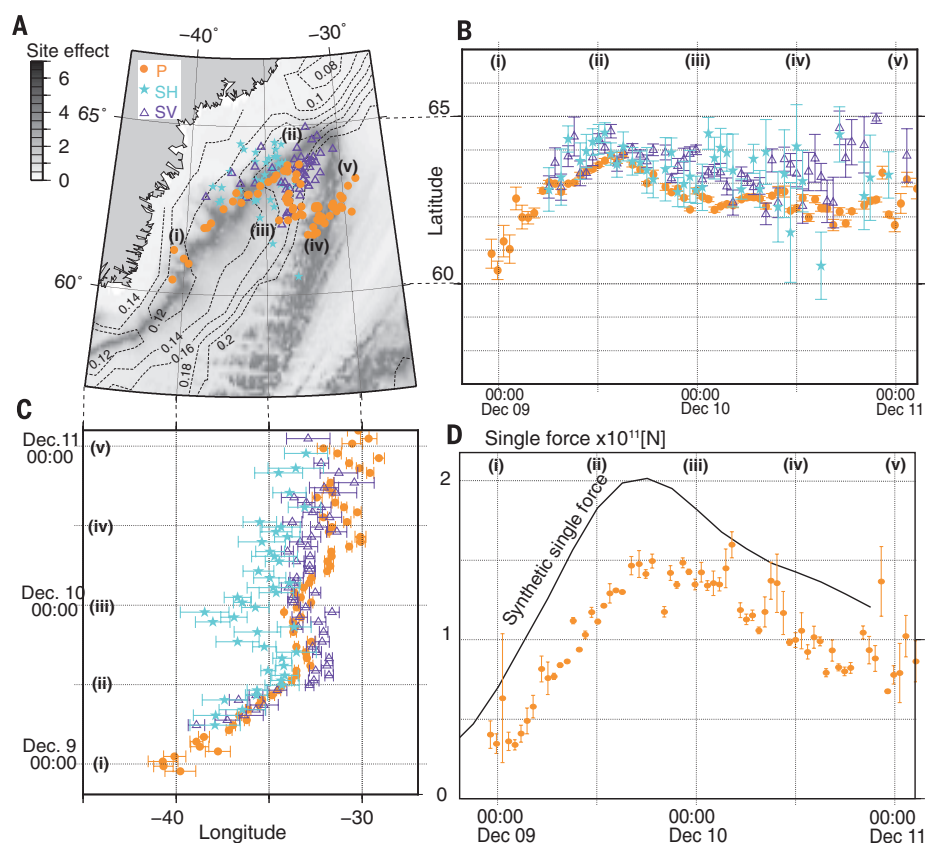 A
Site effect
6
4
2
0
P
SH
SV
−40°
−30°
65°
60°
0.08
0.1
(ii)
(v)
(i)
(iii)
(iv)
0.14
0.12
0.12
0.14
0.16
0.18
0.2
B
(i) (ii) (iii) (iv) (v)
Latitude
65
60
00:00 00:00 00:00
Dec 09 Dec 10 Dec 11
C
Dec. 11
00:00
(v)
(iv)
Dec. 10
00:00
(iii)
(ii)
Dec. 9
00:00
(i)
−40 −30
Longitude
D
Single force x10¹¹[N]
(i) (ii) (iii) (iv) (v)
2
1
0
Synthetic single force
00:00 00:00 00:00
Dec 09 Dec 10 Dec 11